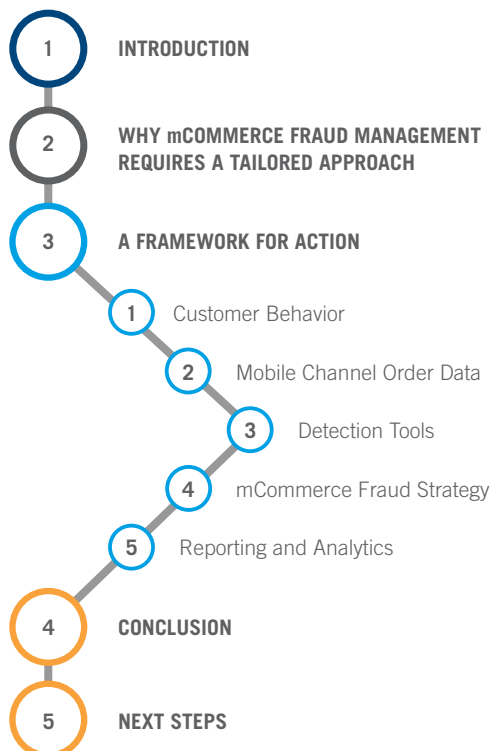 1 INTRODUCTION
2 WHY mCOMMERCE FRAUD MANAGEMENT
REQUIRES A TAILORED APPROACH
3 A FRAMEWORK FOR ACTION
1 Customer Behavior
2 Mobile Channel Order Data
3 Detection Tools
4 mCommerce Fraud Strategy
5 Reporting and Analytics
4 CONCLUSION
5 NEXT STEPS